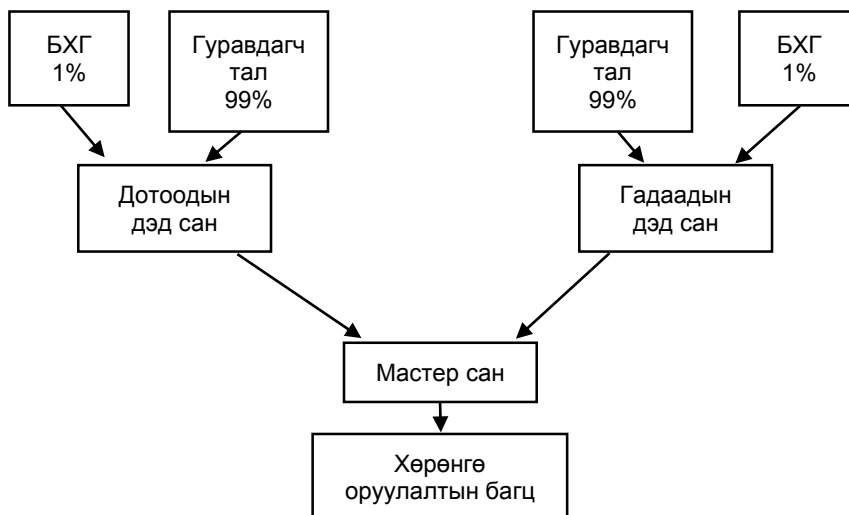 БХГ
1%
Гуравдагч
тал
99%
Гуравдагч
тал
99%
БХГ
1%
Дотоодын
дэд сан
Гадаадын
дэд сан
Мастер сан
Хөрөнгө
оруулалтын багц